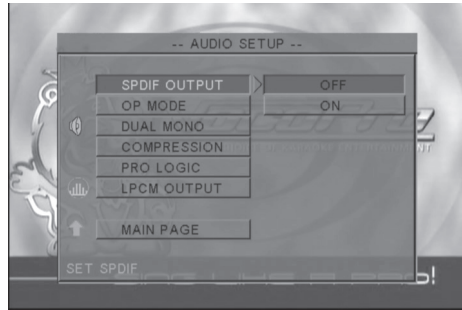 -- AUDIO SETUP --
SPDIF OUTPUT OFF
OP MODE ON
DUAL MONO
COMPRESSION
PRO LOGIC
LPCM OUTPUT
MAIN PAGE
SET SPDIF